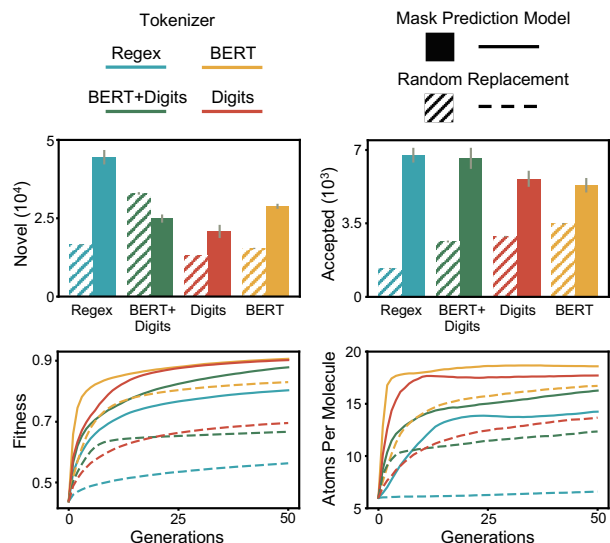 Tokenizer
Regex
BERT
BERT+Digits
Digits
Mask Prediction Model
Random Replacement
Novel (10⁴)
5
2.5
0
Regex
BERT+
Digits
Digits
BERT
Accepted (10³)
7
3.5
0
Regex
BERT
+Digits
Digits
BERT
Fitness
0.9
0.7
0.5
0
25
50
Generations
Atoms Per Molecule
20
15
10
5
0
25
50
Generations